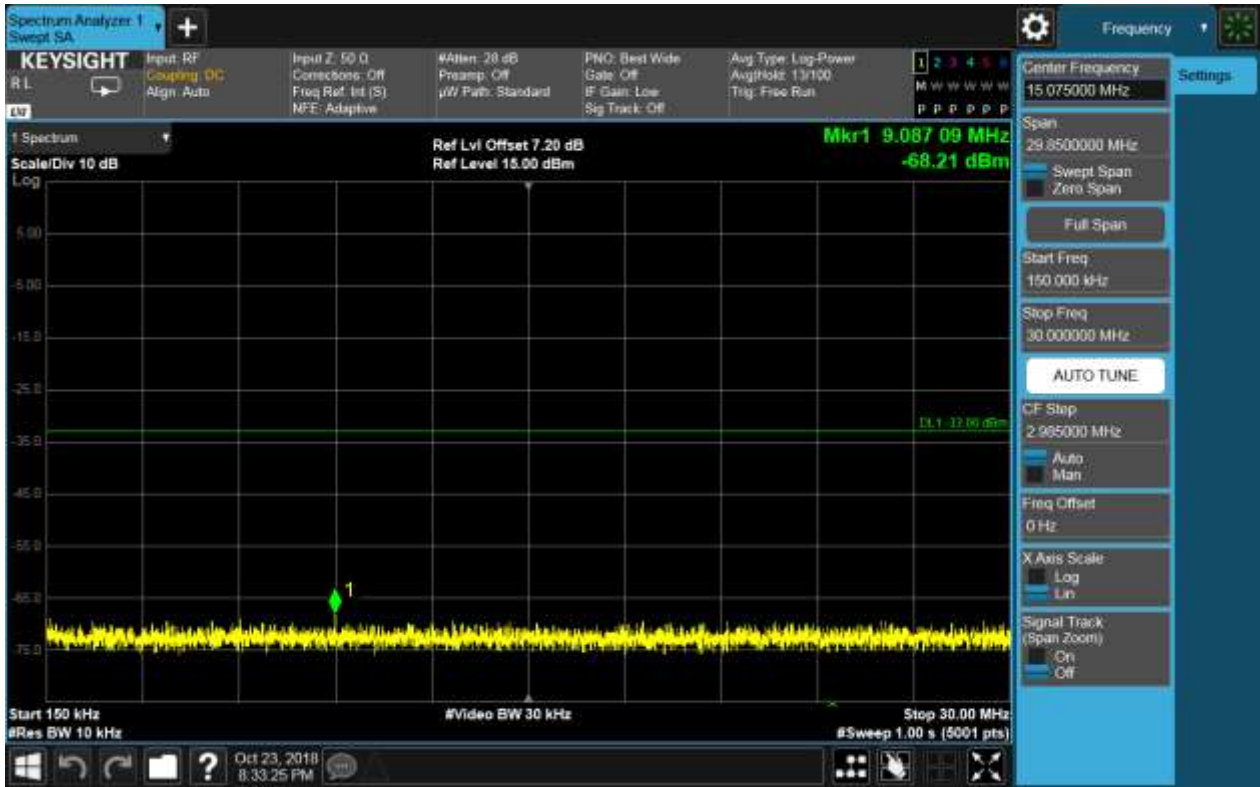 Spectrum Analyzer 1
Swept SA
+
Frequency
KEYSIGHT
R L
Input: RF
Coupling: DC
Align: Auto
Input Z: 50 Ω
Corrections: Off
Freq Ref: Int (S)
NFE: Adaptive
#Atten: 28 dB
Preamp: Off
µW Path: Standard
PNO: Best Wide
Gate: Off
IF Gain: Low
Sig Track: Off
Avg Type: Log-Power
Avg|Hold: 13/100
Trig: Free Run
1 2 3 4 5 6
M W W W W W
P P P P P P
1 Spectrum
Scale/Div 10 dB
Log
Ref Lvl Offset 7.20 dB
Ref Level 15.00 dBm
Mkr1 9.087 09 MHz
-68.21 dBm
5.00
-5.00
-15.0
-25.0
-35.0
-45.0
-55.0
-65.0
-75.0
DL1 -33.00 dBm
1
Start 150 kHz
#Res BW 10 kHz
#Video BW 30 kHz
Stop 30.00 MHz
#Sweep 1.00 s (5001 pts)
Center Frequency
15.075000 MHz
Settings
Span
29.8500000 MHz
Swept Span
Zero Span
Full Span
Start Freq
150.000 kHz
Stop Freq
30.000000 MHz
AUTO TUNE
CF Step
2.985000 MHz
Auto
Man
Freq Offset
0 Hz
X Axis Scale
Log
Lin
Signal Track
(Span Zoom)
On
Off
?
Oct 23, 2018
8:33:25 PM